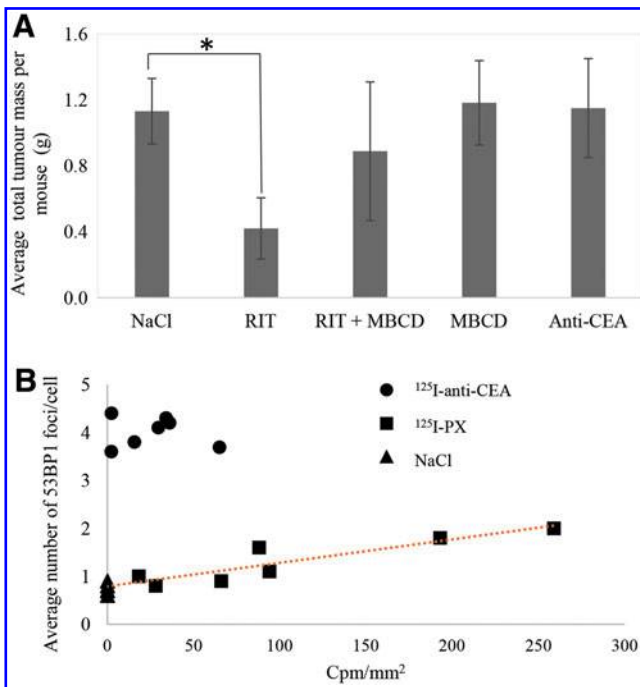 A
Average total tumour mass per
mouse (g)
1.6
1.2
0.8
0.4
0.0
*
NaCl RIT RIT + MBCD MBCD Anti-CEA
B
Average number of 53BP1 foci/cell
5
4
3
2
1
0
¹²⁵I-anti-CEA
¹²⁵I-PX
NaCl
0 50 100 150 200 250 300
Cpm/mm²